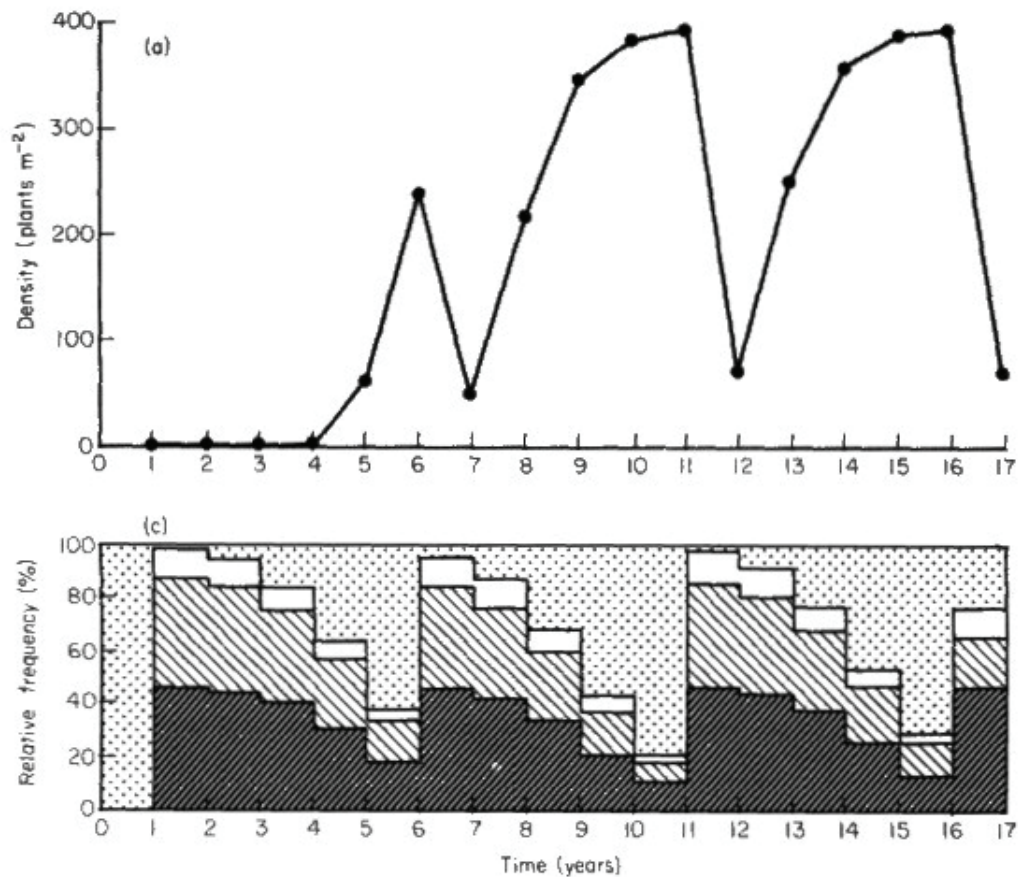 400
(a)
300
200
100
0
Density (plants m⁻²)
0 1 2 3 4 5 6 7 8 9 10 11 12 13 14 15 16 17
(c)
100
80
60
40
20
0
Relative frequency (%)
0 1 2 3 4 5 6 7 8 9 10 11 12 13 14 15 16 17
Time (years)